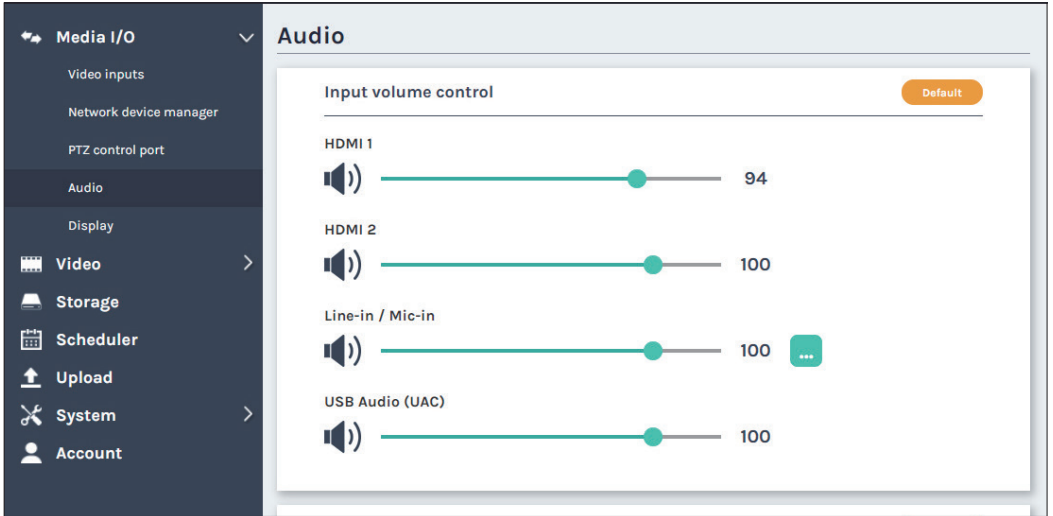 Media I/O
Video inputs
Network device manager
PTZ control port
Audio
Display
Video
Storage
Scheduler
Upload
System
Account
Audio
Input volume control
Default
HDMI 1
94
HDMI 2
100
Line-in / Mic-in
100 ...
USB Audio (UAC)
100